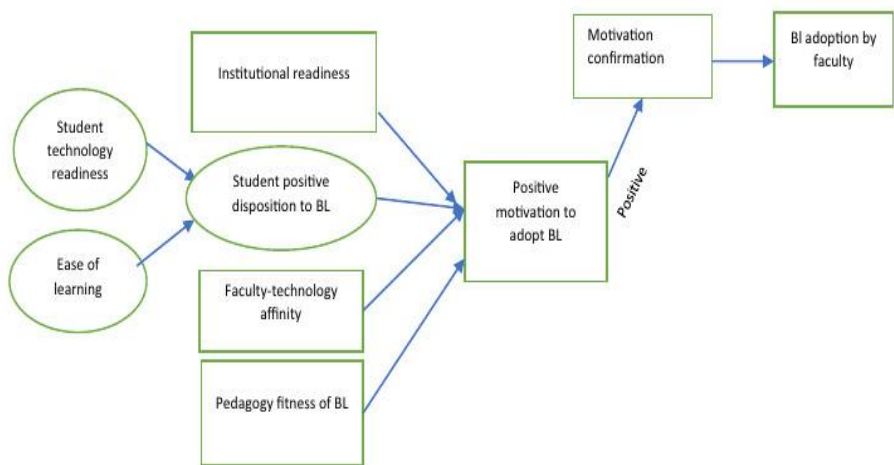 Student
technology
readiness
Ease of
learning
Institutional readiness
Student positive
disposition to BL
Faculty-technology
affinity
Pedagogy fitness of BL
Positive
motivation to
adopt BL
Positive
Motivation
confirmation
Bl adoption by
faculty